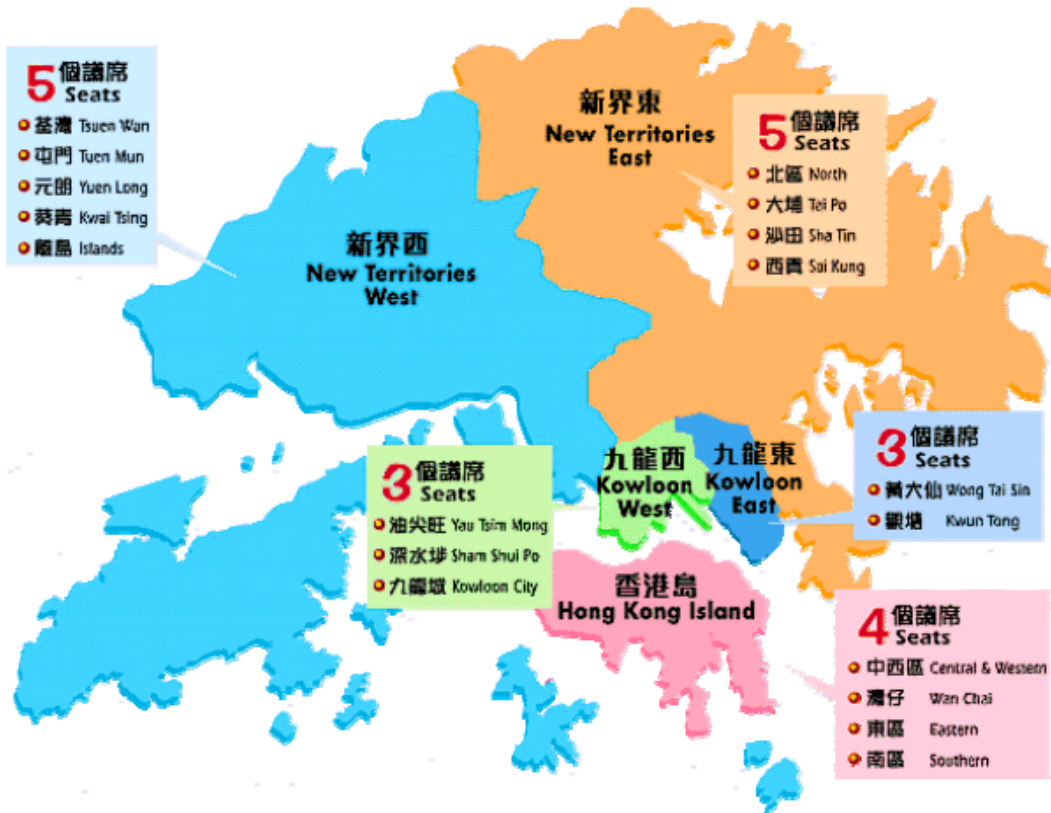 5 個議席
Seats
荃灣 Tsuen Wan
屯門 Tuen Mun
元朗 Yuen Long
葵青 Kwai Tsing
離島 Islands
新界東
New Territories
East
5 個議席
Seats
北區 North
大埔 Tai Po
沙田 Sha Tin
西貢 Sai Kung
新界西
New Territories
West
3 個議席
Seats
油尖旺 Yau Tsim Mong
深水埗 Sham Shui Po
九龍城 Kowloon City
九龍西
Kowloon
West
九龍東
Kowloon
East
3 個議席
Seats
黃大仙 Wong Tai Sin
觀塘 Kwun Tong
香港島
Hong Kong Island
4 個議席
Seats
中西區 Central & Western
灣仔 Wan Chai
東區 Eastern
南區 Southern